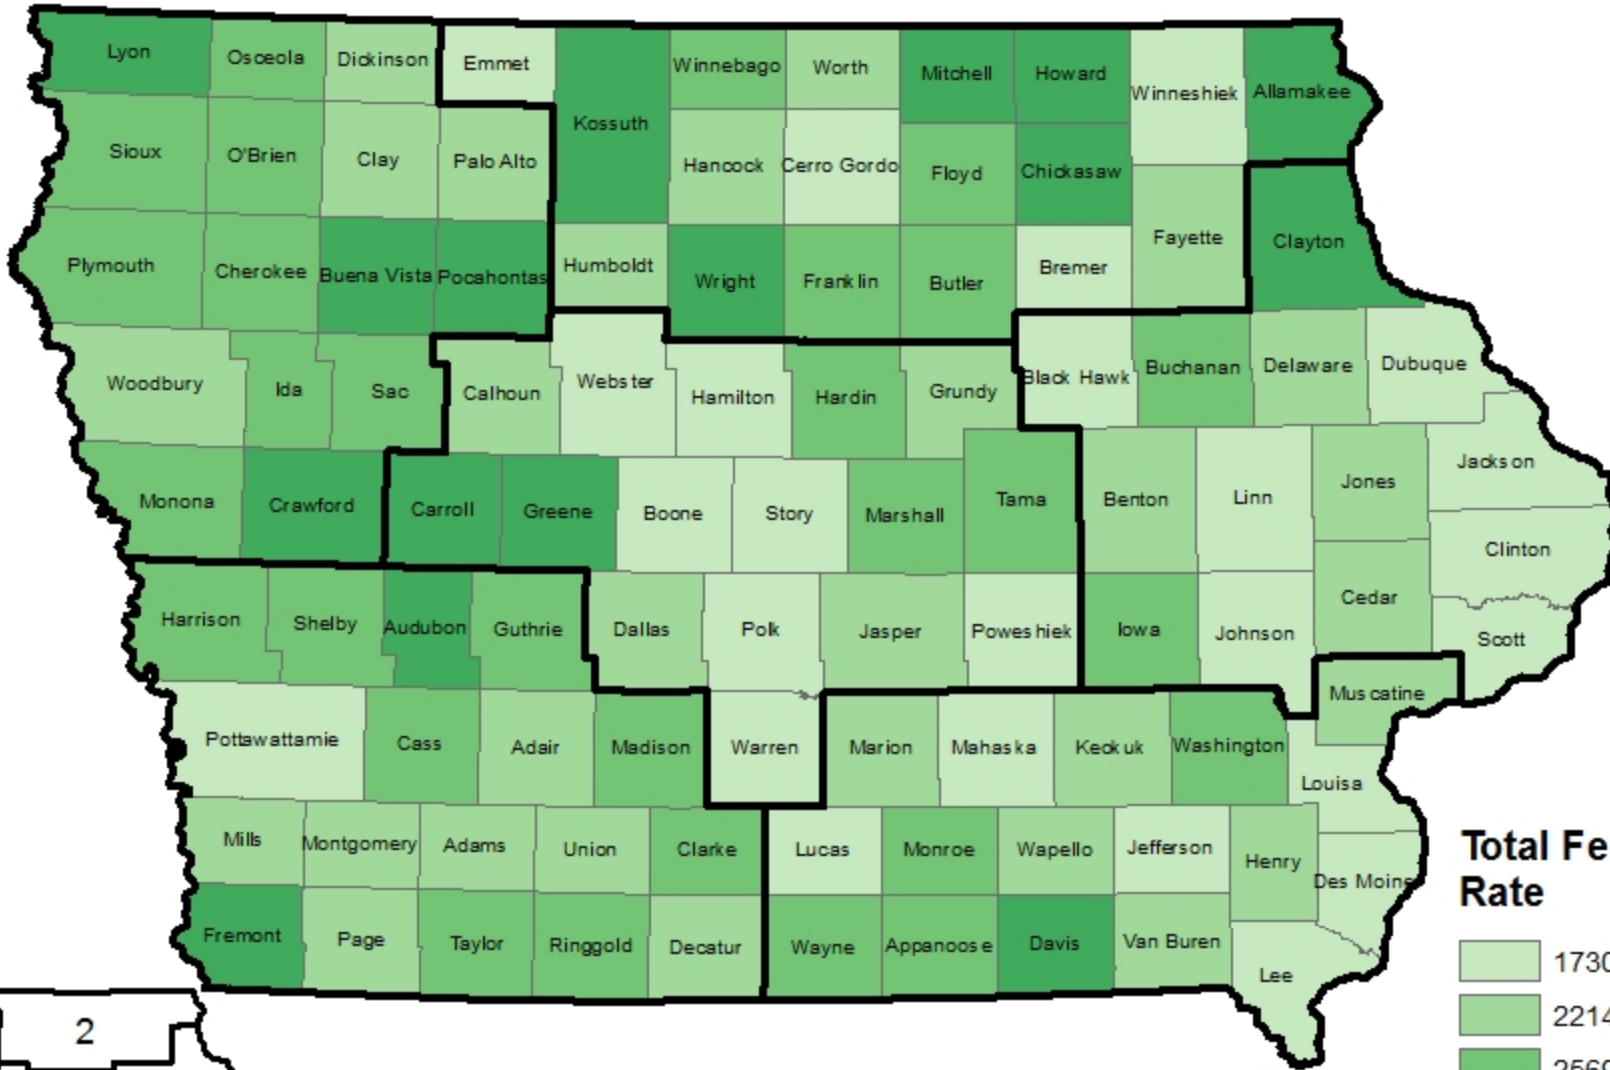 Lyon Osceola Dickinson Emmet Kossuth Winnebago Worth Mitchell Howard Winneshiek Allamakee
Sioux O'Brien Clay Palo Alto Hancock Cerro Gordo Floyd Chickasaw
Plymouth Cherokee Buena Vista Pocahontas Humboldt Wright Franklin Butler Bremer Fayette Clayton
Woodbury Ida Sac Calhoun Webster Hamilton Hardin Grundy Black Hawk Buchanan Delaware Dubuque
Monona Crawford Carroll Greene Boone Story Marshall Tama Benton Linn Jones Jackson
Clinton
Harrison Shelby Audubon Guthrie Dallas Polk Jasper Poweshiek Iowa Johnson Cedar Scott
Muscatine
Pottawattamie Cass Adair Madison Warren Marion Mahaska Keokuk Washington Louisa
Mills Montgomery Adams Union Clarke Lucas Monroe Wapello Jefferson Henry Des Moine
Fremont Page Taylor Ringgold Decatur Wayne Appanoose Davis Van Buren Lee
Total Fe
Rate
1730
2214
2569
2